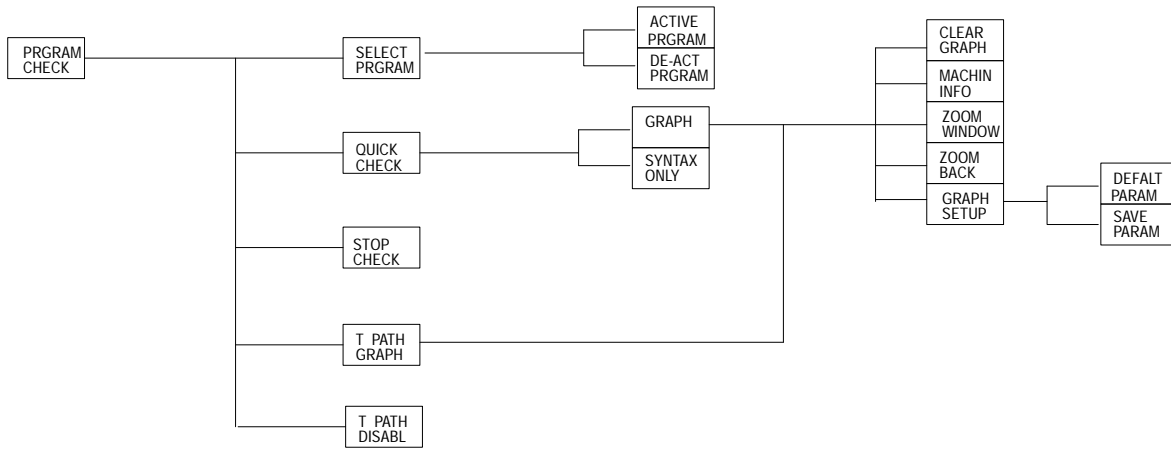 PRGRAM
CHECK
SELECT
PRGRAM
ACTIVE
PRGRAM
DE-ACT
PRGRAM
QUICK
CHECK
GRAPH
SYNTAX
ONLY
STOP
CHECK
T PATH
GRAPH
T PATH
DISABL
CLEAR
GRAPH
MACHIN
INFO
ZOOM
WINDOW
ZOOM
BACK
GRAPH
SETUP
DEFALT
PARAM
SAVE
PARAM